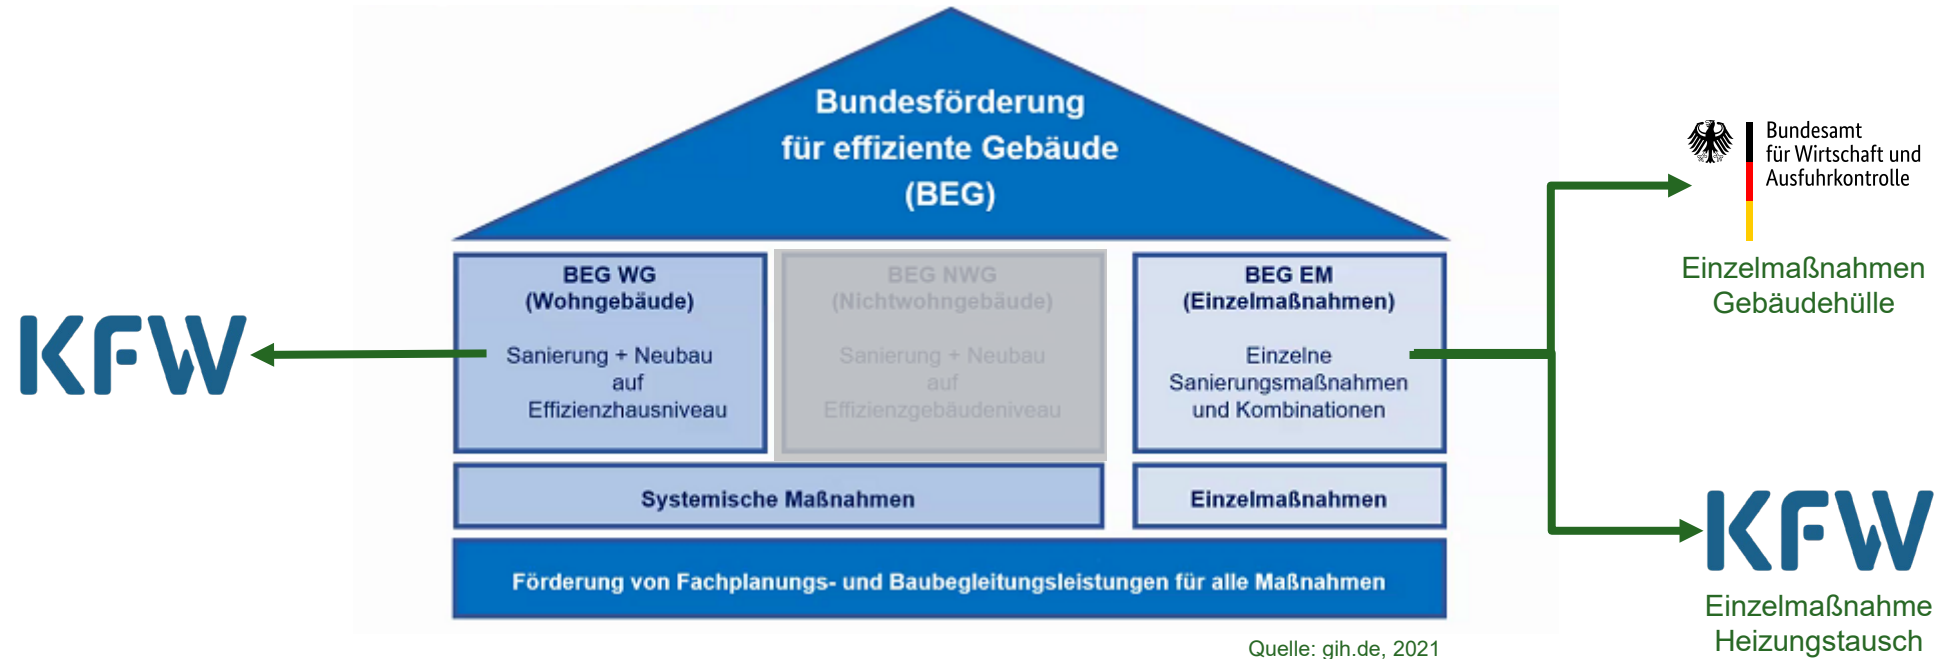 Bundesförderung
für effiziente Gebäude
(BEG)
BEG WG
(Wohngebäude)
Sanierung + Neubau
auf
Effizienzhausniveau
BEG NWG
(Nichtwohngebäude)
Sanierung + Neubau
auf
Effizienzgebäudeniveau
BEG EM
(Einzelmaßnahmen)
Einzelne
Sanierungsmaßnahmen
und Kombinationen
Systemische Maßnahmen
Einzelmaßnahmen
Förderung von Fachplanungs- und Baubegleitungsleistungen für alle Maßnahmen
Quelle: gih.de, 2021
KFW
Bundesamt
für Wirtschaft und
Ausfuhrkontrolle
Einzelmaßnahmen
Gebäudehülle
KFW
Einzelmaßnahme
Heizungstausch